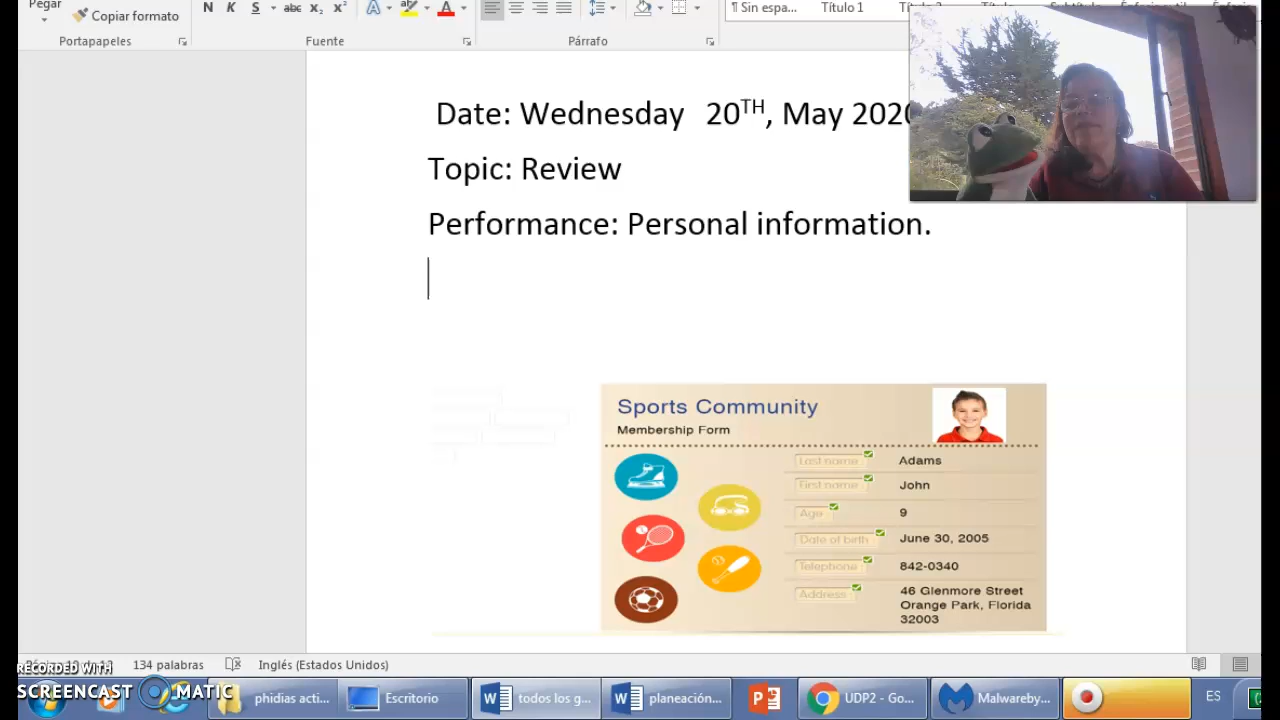 Pegar
Copiar formato
N K S abc x₂ x² A A
Portapapeles
Fuente
Párrafo
¶ Sin espa...
Título 1
Date: Wednesday 20TH, May 2020
Topic: Review
Performance: Personal information.
Sports Community
Membership Form
Last name Adams
First name John
Age 9
Date of birth June 30, 2005
Telephone 842-0340
Address 46 Glenmore Street
Orange Park, Florida
32003
134 palabras
Inglés (Estados Unidos)
RECORDED WITH
SCREENCAST MATIC
phidias acti...
Escritorio
todos los g...
planeación...
UDP2 - Go...
Malwareby...
ES